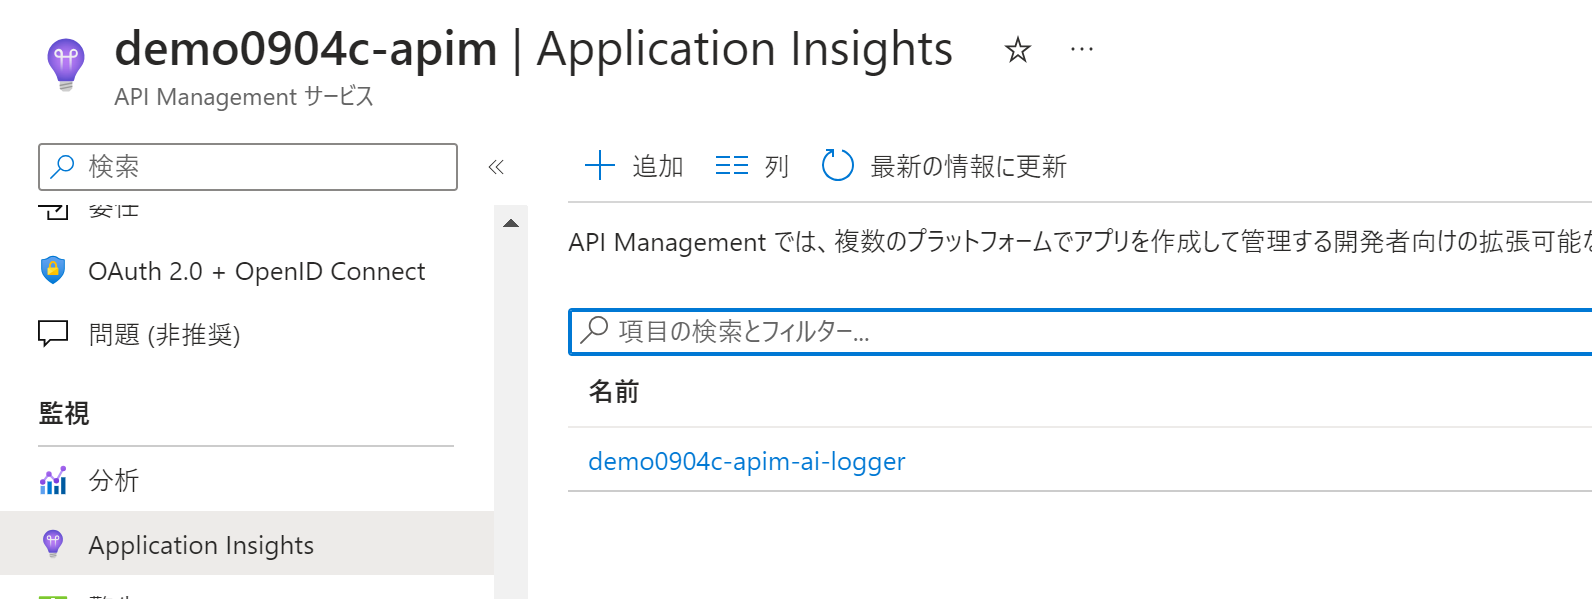 demo0904c-apim | Application Insights
API Management サービス
検索
委任
OAuth 2.0 + OpenID Connect
問題 (非推奨)
監視
分析
Application Insights
追加 列 最新の情報に更新
API Management では、複数のプラットフォームでアプリを作成して管理する開発者向けの拡張可能な
項目の検索とフィルター...
名前
demo0904c-apim-ai-logger